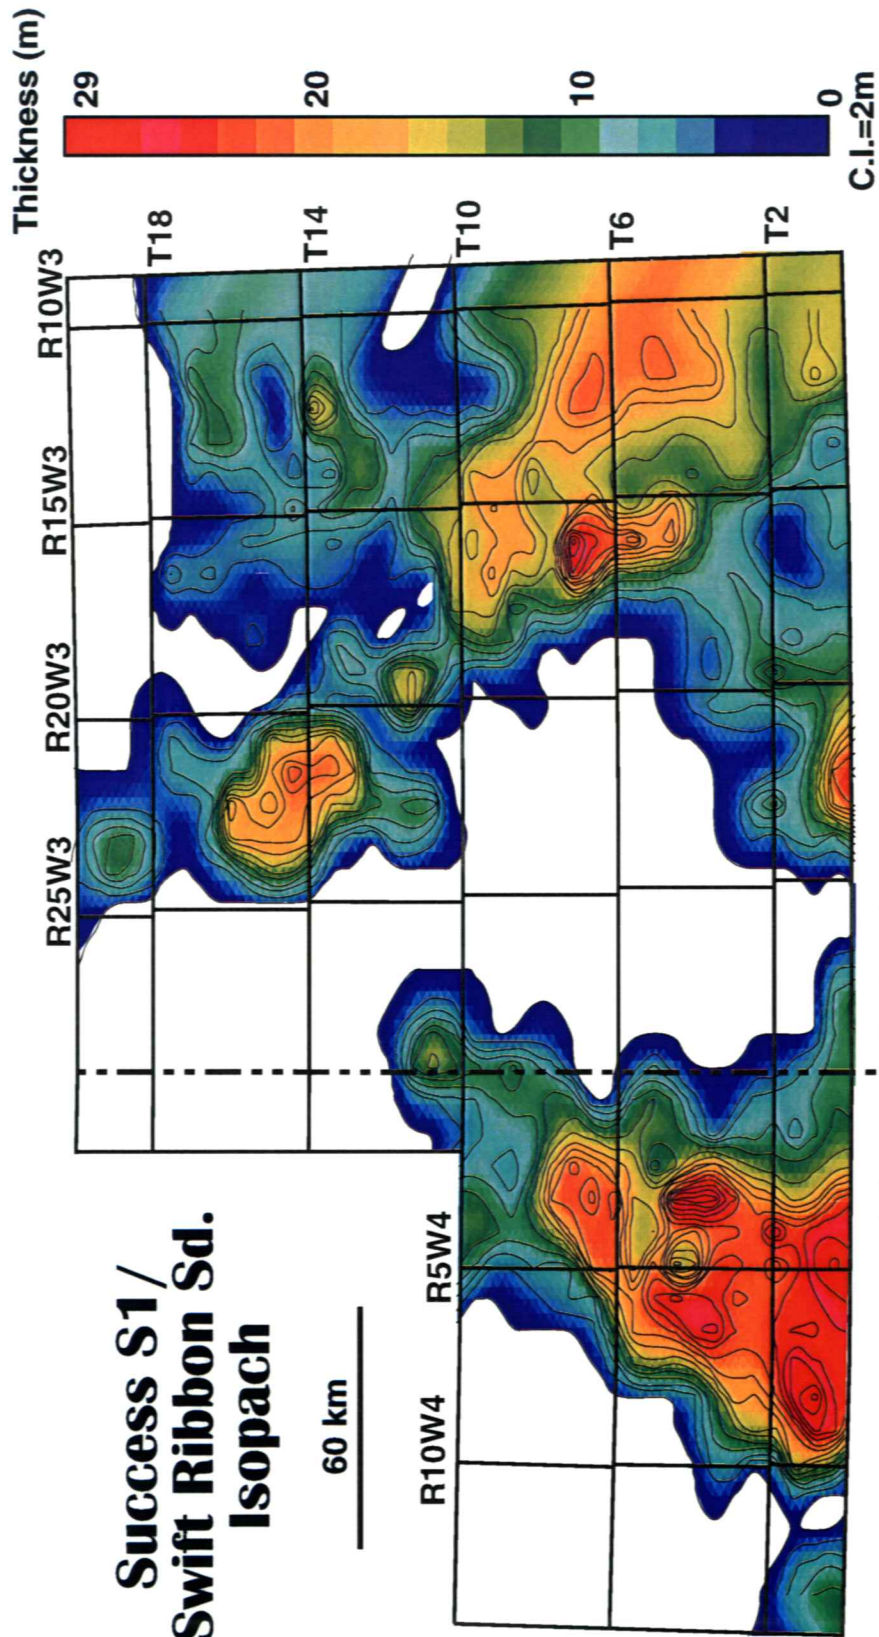 Success S1/
Swift Ribbon Sd.
Isopach
60 km
R10W4
R5W4
R25W3
R20W3
R15W3
R10W3
T18
T14
T10
T6
T2
Thickness (m)
29
20
10
0
C.I.=2m